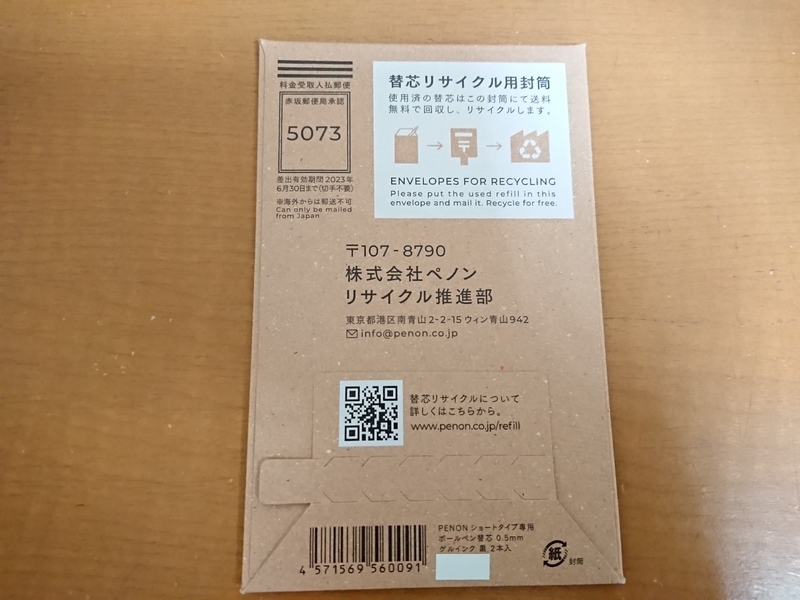 料金受取人払郵便
赤坂郵便局承認
5073
差出有効期間 2023年
6月30日まで(切手不要)
※海外からは郵送不可
Can only be mailed
from Japan
替芯リサイクル用封筒
使用済の替芯はこの封筒にて送料
無料で回収し、リサイクルします。
ENVELOPES FOR RECYCLING
Please put the used refill in this
envelope and mail it. Recycle for free.
〒107-8790
株式会社ペノン
リサイクル推進部
東京都港区南青山2-2-15 ウィン青山942
info@penon.co.jp
替芯リサイクルについて
詳しくはこちらから。
www.penon.co.jp/refill
PENON ショートタイプ専用
ボールペン替芯 0.5mm
ゲルインク 黒 2本入
4 571569 560091
紙 封筒